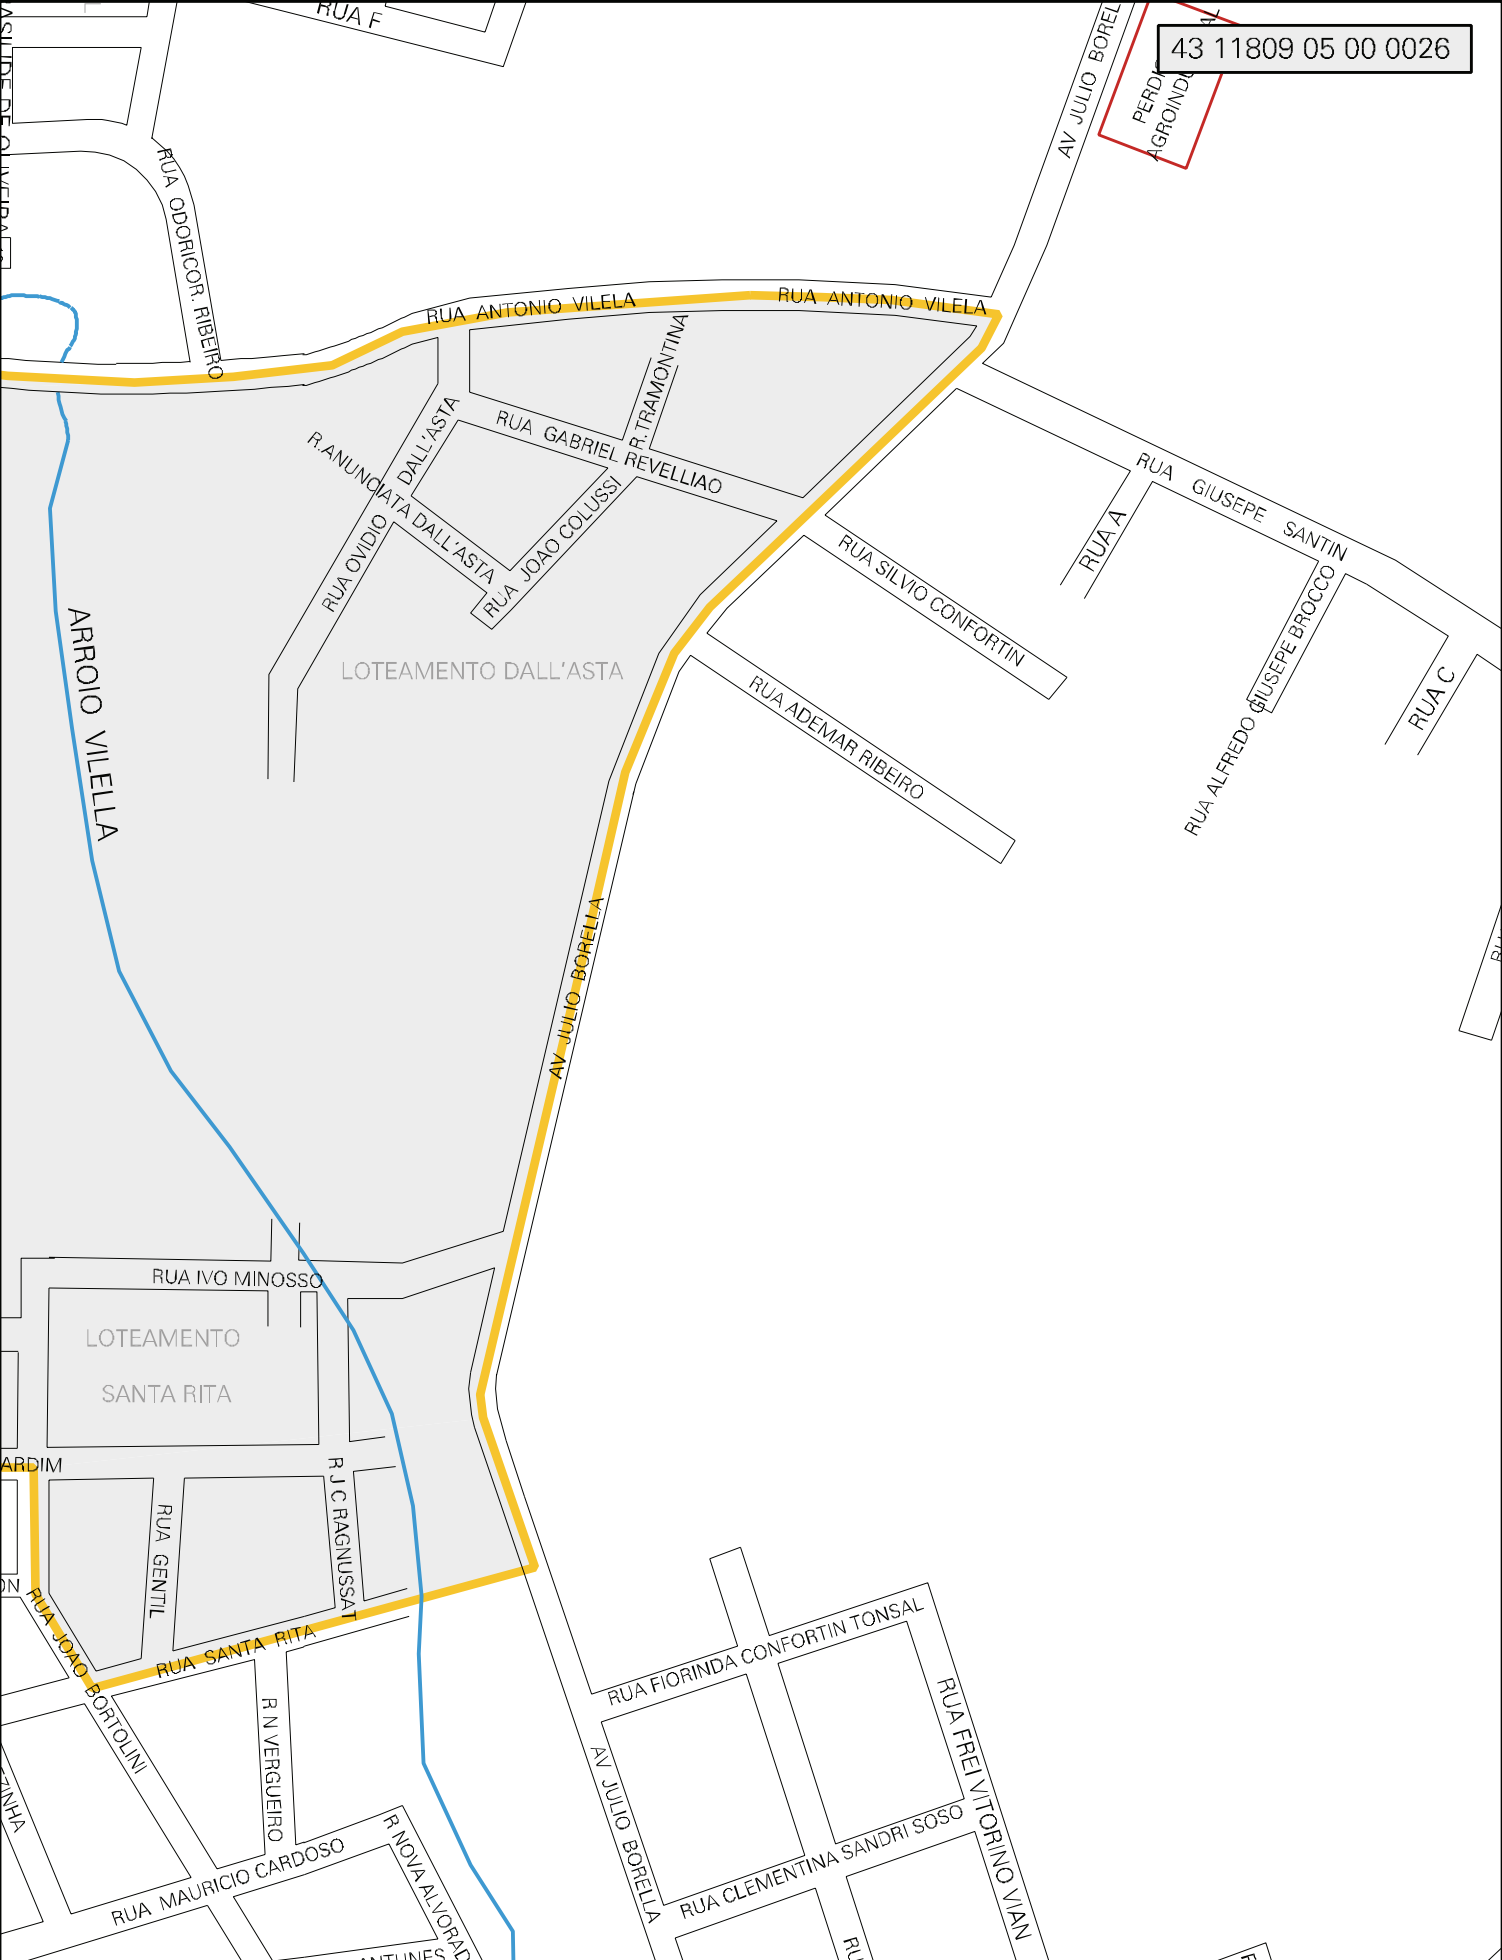 RUA F
AV JULIO BOREL
43 11809 05 00 0026
RUA ODORICOR. RIBEIRO
RUA ANTONIO VILELA
RUA ANTONIO VILELA
R. TRAMONTINA
RUA GABRIEL REVELLIAO
R. ANUNCIATA DALL'ASTA
RUA OVIDIO DALL'ASTA
RUA JOAO COLUSSI
RUA GIUSEPE SANTIN
RUA A
RUA SILVIO CONFORTIN
RUA ALFREDO GIUSEPE BROCCO
RUA C
ARROIO VILELLA
LOTEAMENTO DALL'ASTA
RUA ADEMAR RIBEIRO
AV JULIO BORELLA
RUA IVO MINOSSO
LOTEAMENTO
SANTA RITA
ARDIM
R J C RAGNUSSAT
RUA GENTIL
ON
RUA JOAO BORTOLINI
RUA SANTA RITA
RUA FIORINDA CONFORTIN TONSAL
R N VERGUEIRO
RUA FREI VITORINO VIAN
AV JULIO BORELLA
EZINHA
RUA MAURICIO CARDOSO
R NOVA ALVORAD
RUA CLEMENTINA SANDRI SOSO
ANTUNES
RU